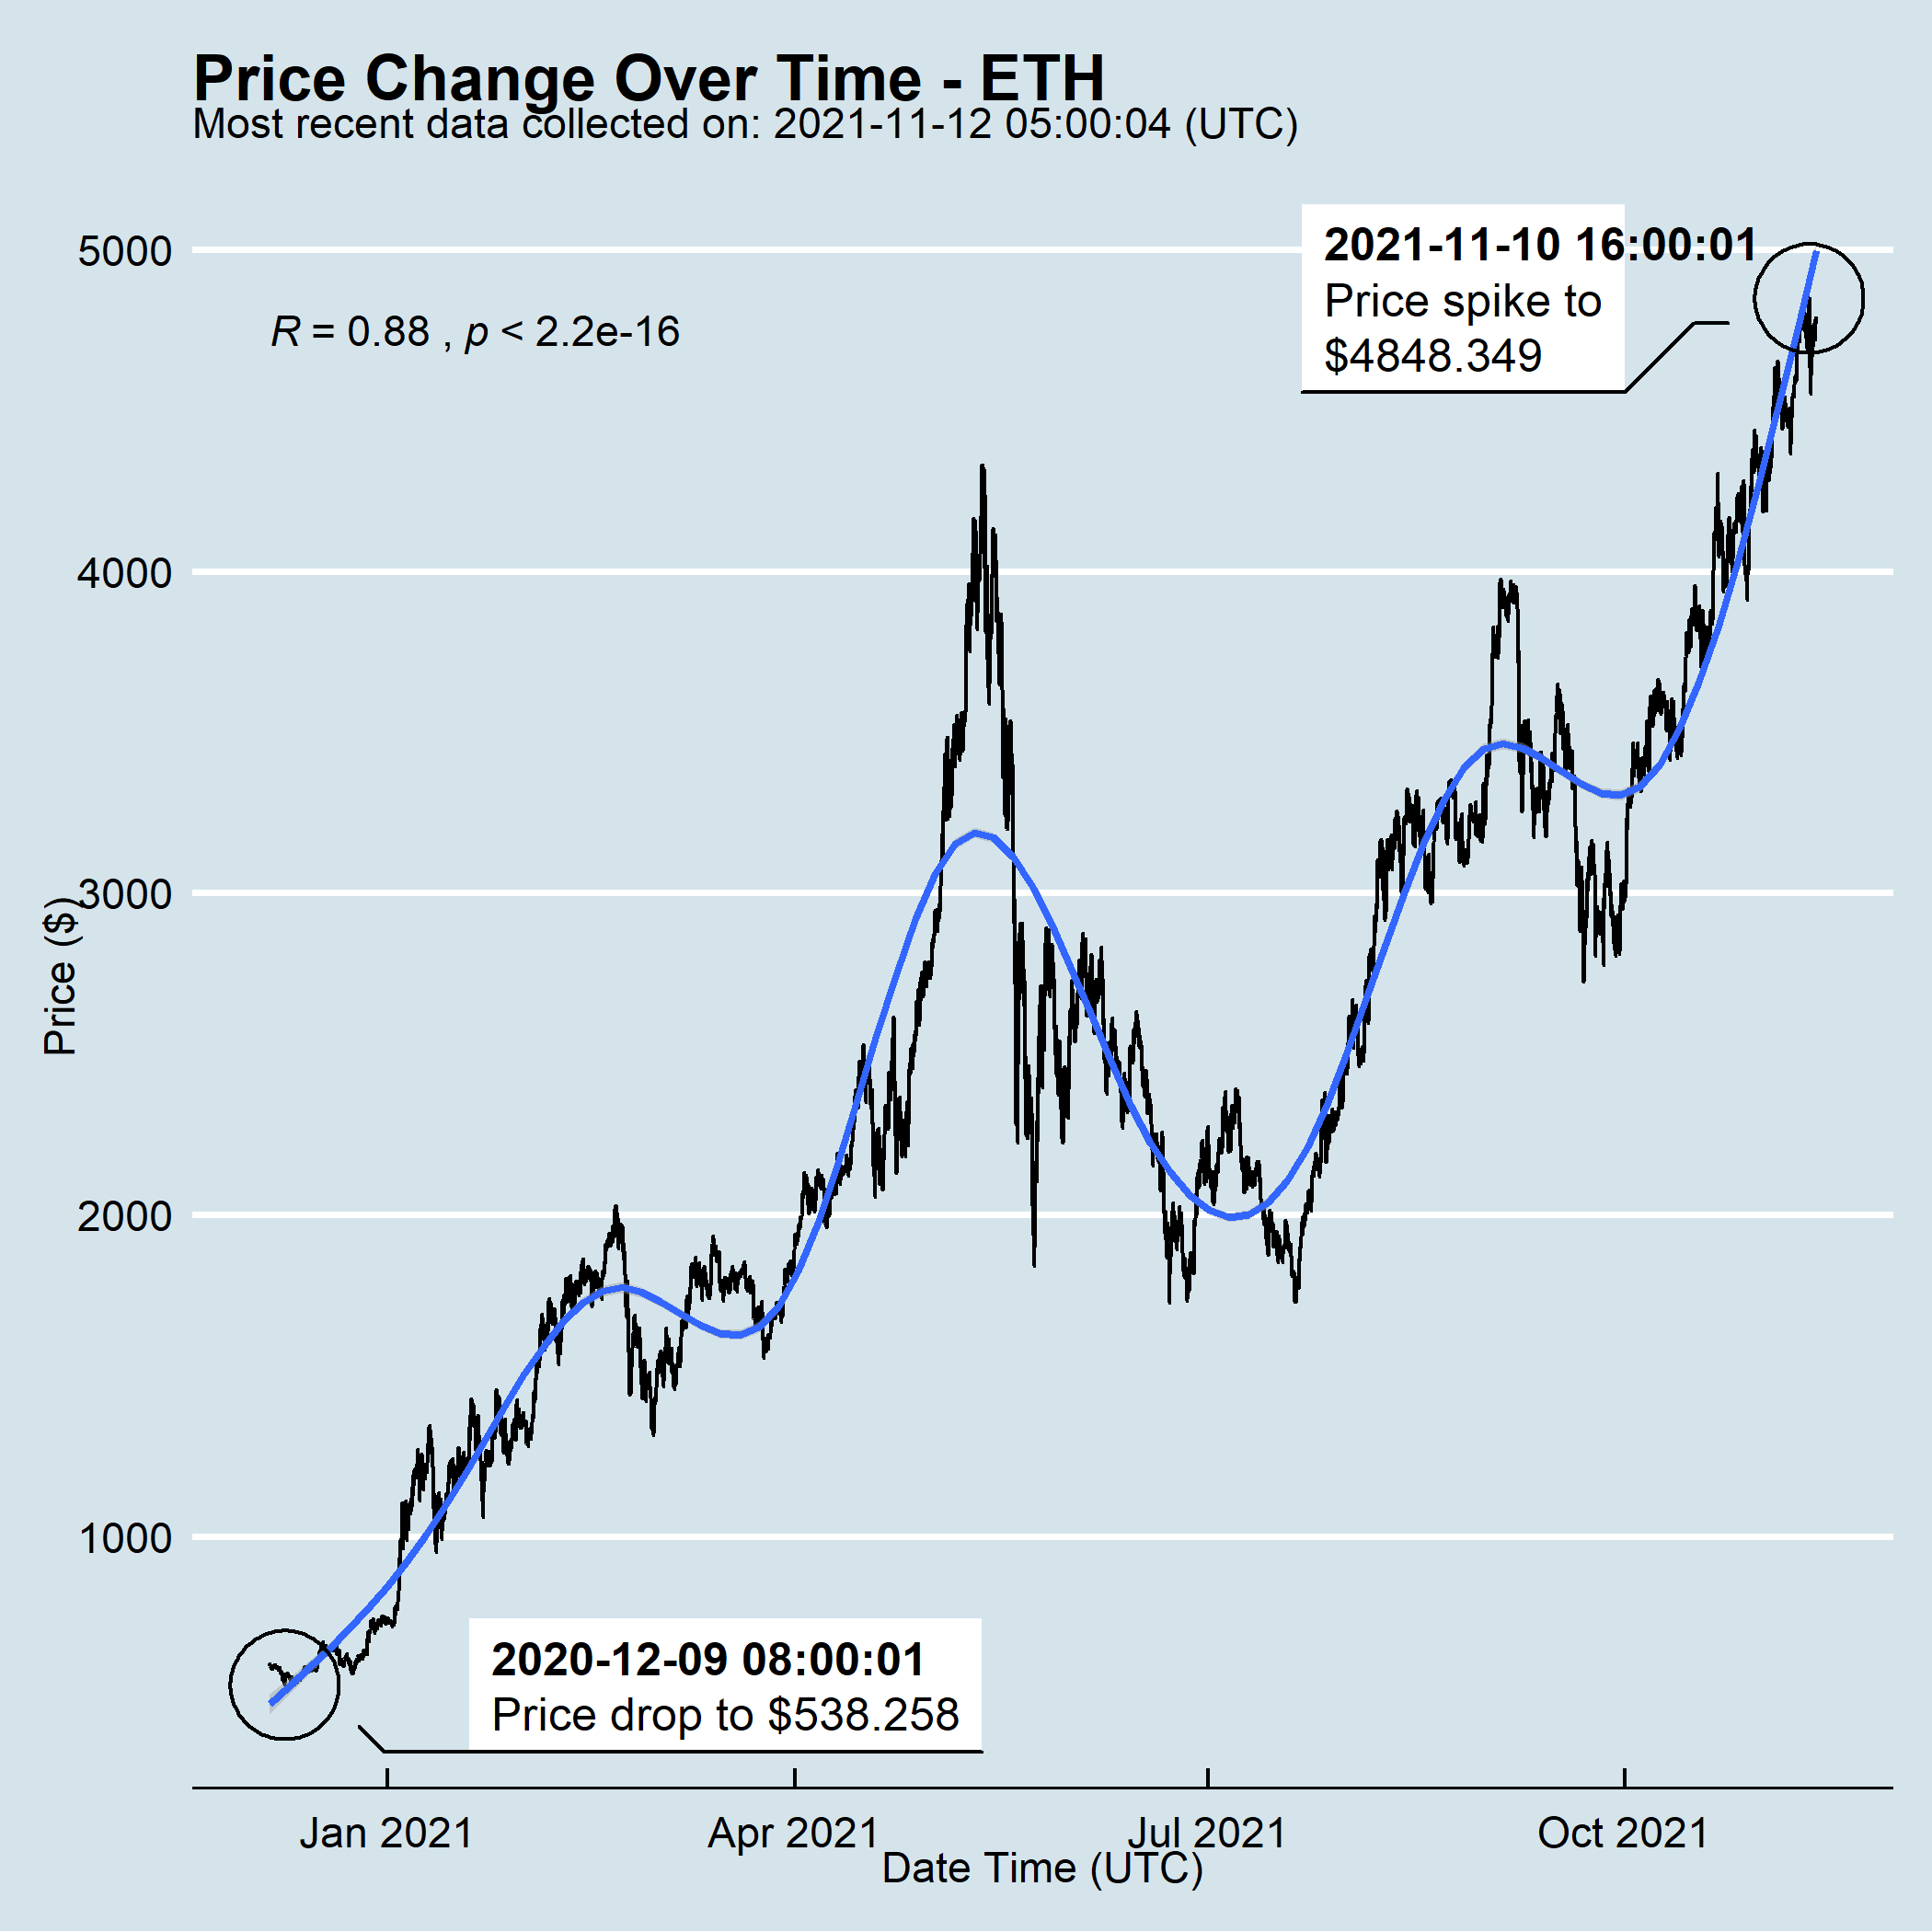 Price Change Over Time - ETH
Most recent data collected on: 2021-11-12 05:00:04 (UTC)
2021-11-10 16:00:01
Price spike to
$4848.349
R = 0.88 , p < 2.2e-16
5000
4000
3000
2000
1000
Price ($)
2020-12-09 08:00:01
Price drop to $538.258
Jan 2021
Apr 2021
Jul 2021
Oct 2021
Date Time (UTC)